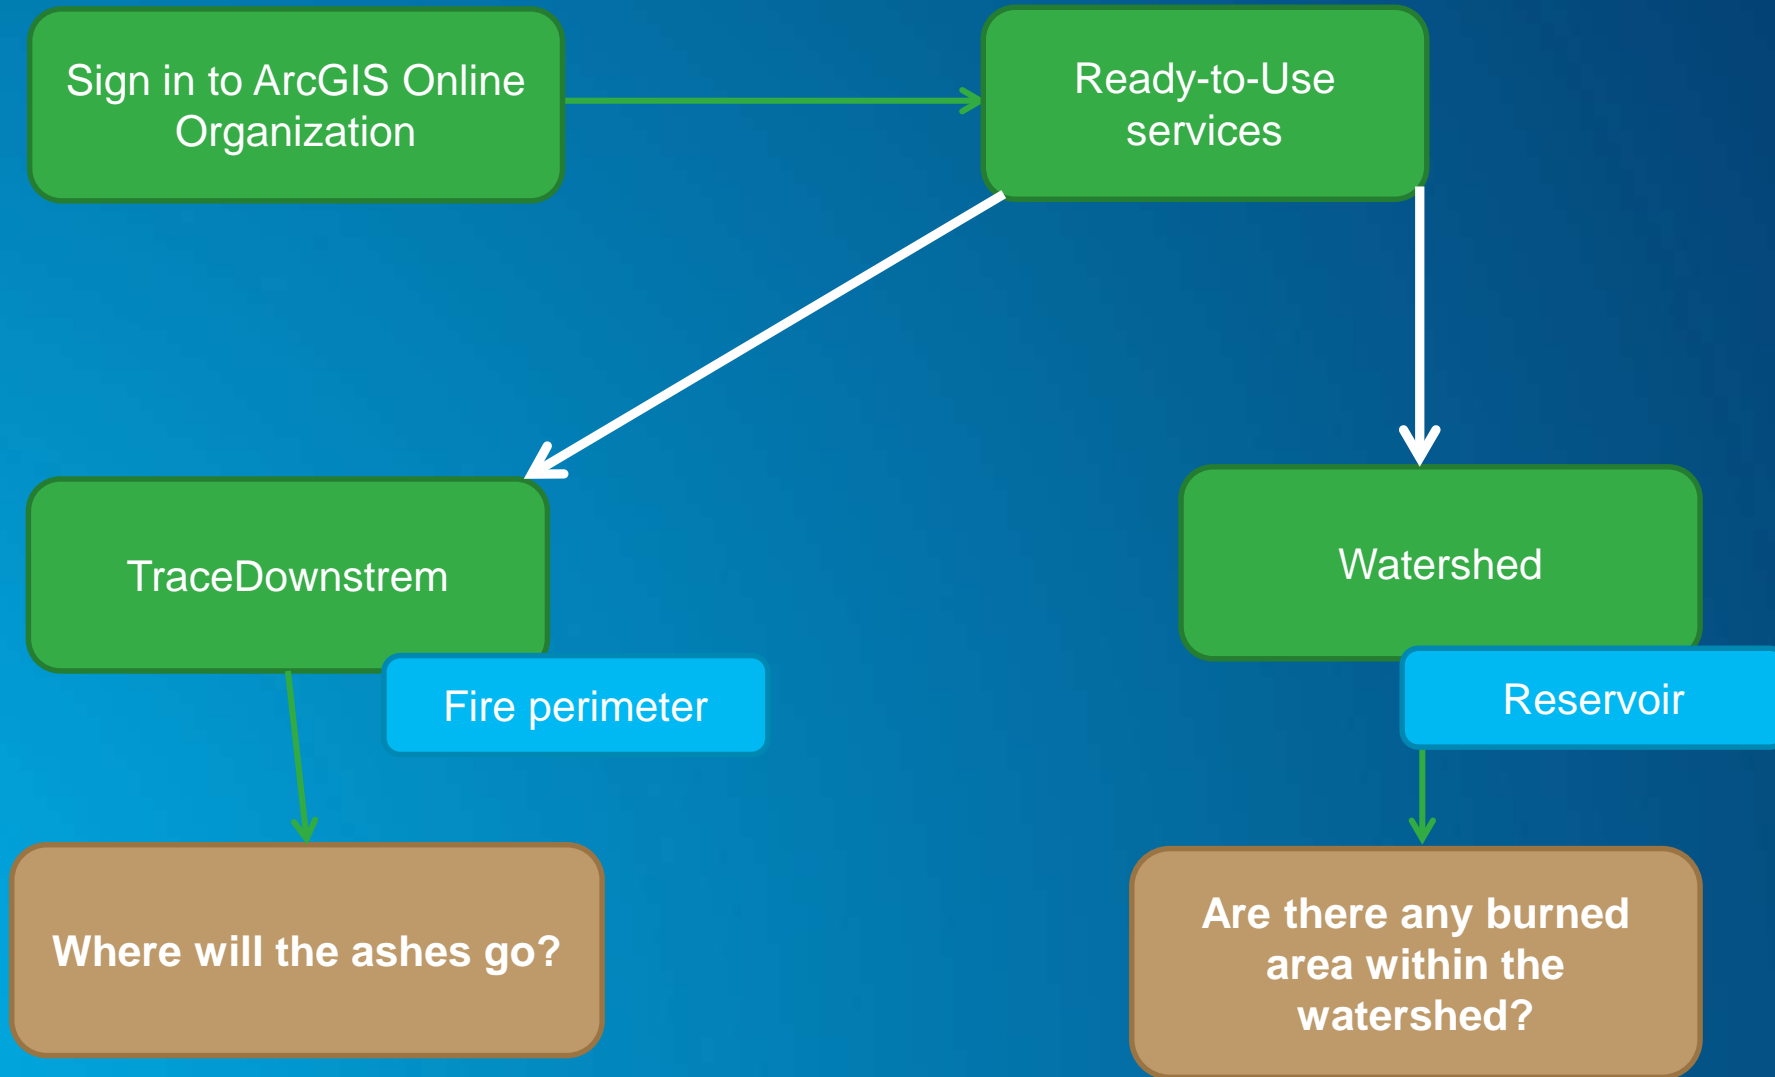 Sign in to ArcGIS Online
Organization
Ready-to-Use
services
TraceDownstrem
Watershed
Fire perimeter
Reservoir
Where will the ashes go?
Are there any burned
area within the
watershed?